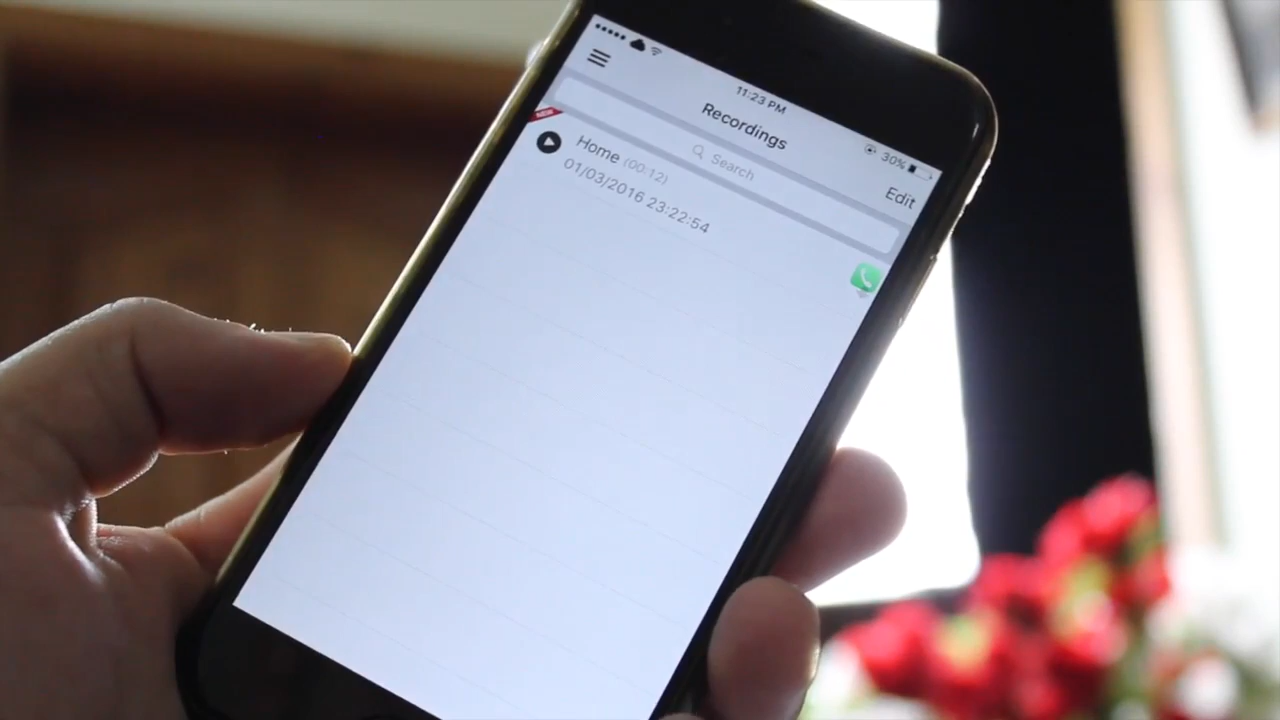 11:23 PM
30%
Recordings
Edit
Search
NEW
Home (00:12)
01/03/2016 23:22:54